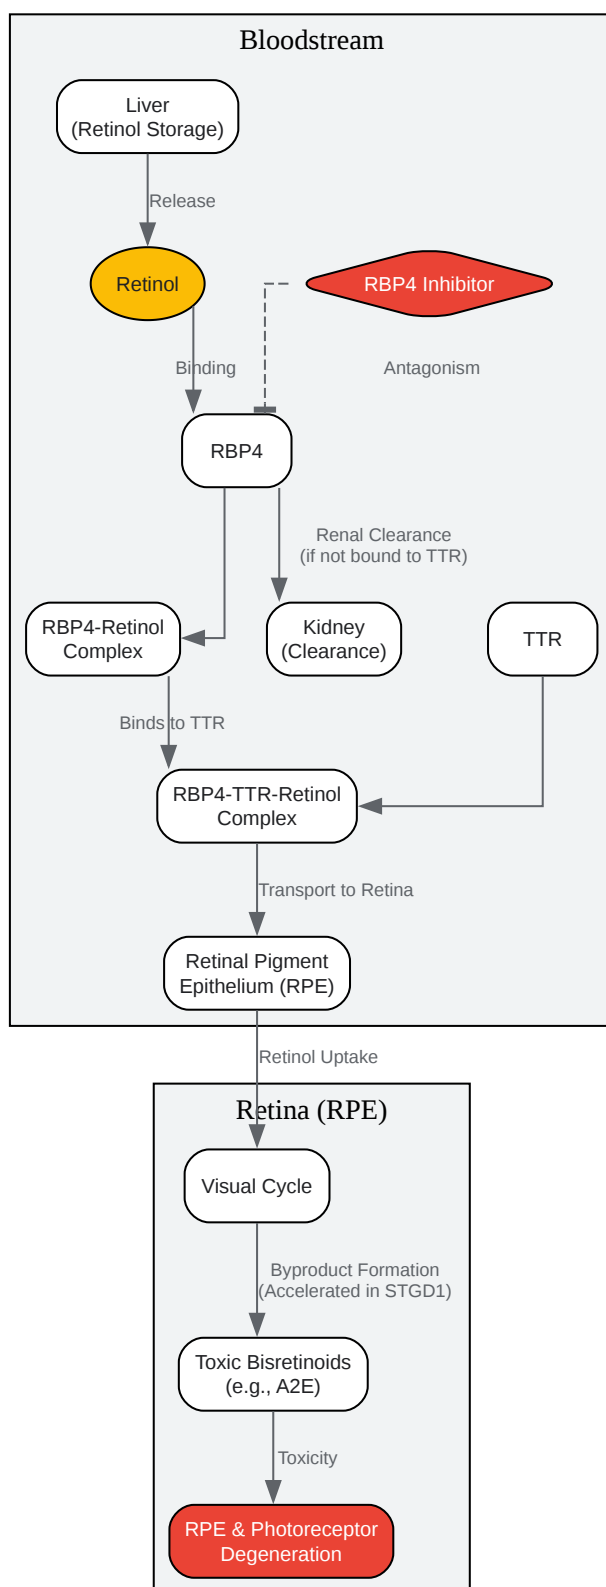 Bloodstream
Liver
(Retinol Storage)
Release
Retinol
RBP4 Inhibitor
Binding
Antagonism
RBP4
Renal Clearance
(if not bound to TTR)
RBP4-Retinol
Complex
Kidney
(Clearance)
TTR
Binds to TTR
RBP4-TTR-Retinol
Complex
Transport to Retina
Retinal Pigment
Epithelium (RPE)
Retinol Uptake
Retina (RPE)
Visual Cycle
Byproduct Formation
(Accelerated in STGD1)
Toxic Bisretinoids
(e.g., A2E)
Toxicity
RPE & Photoreceptor
Degeneration